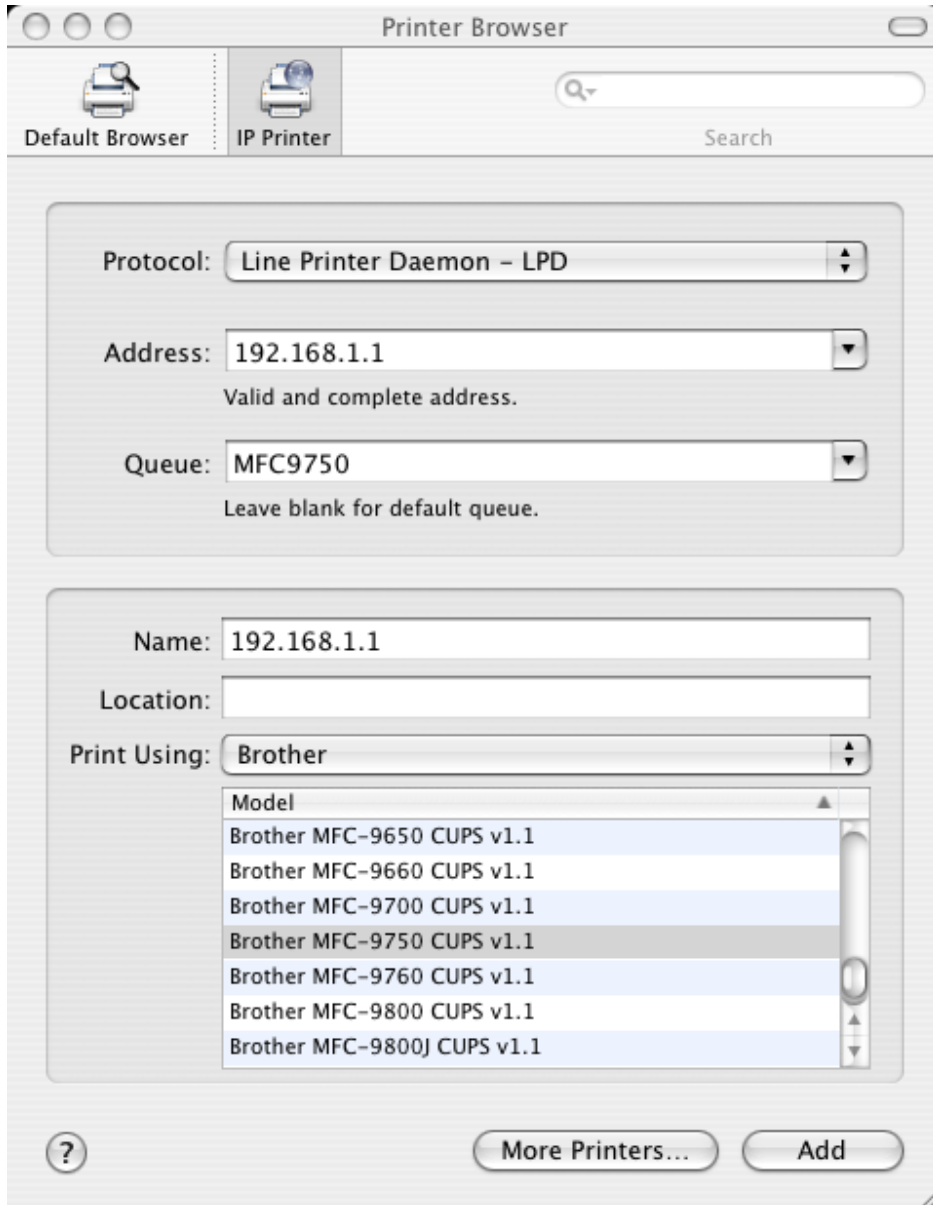 Printer Browser
Default Browser
IP Printer
Search
Protocol: Line Printer Daemon – LPD
Address: 192.168.1.1
Valid and complete address.
Queue: MFC9750
Leave blank for default queue.
Name: 192.168.1.1
Location:
Print Using: Brother
Model
Brother MFC–9650 CUPS v1.1
Brother MFC–9660 CUPS v1.1
Brother MFC–9700 CUPS v1.1
Brother MFC–9750 CUPS v1.1
Brother MFC–9760 CUPS v1.1
Brother MFC–9800 CUPS v1.1
Brother MFC–9800J CUPS v1.1
?
More Printers...
Add